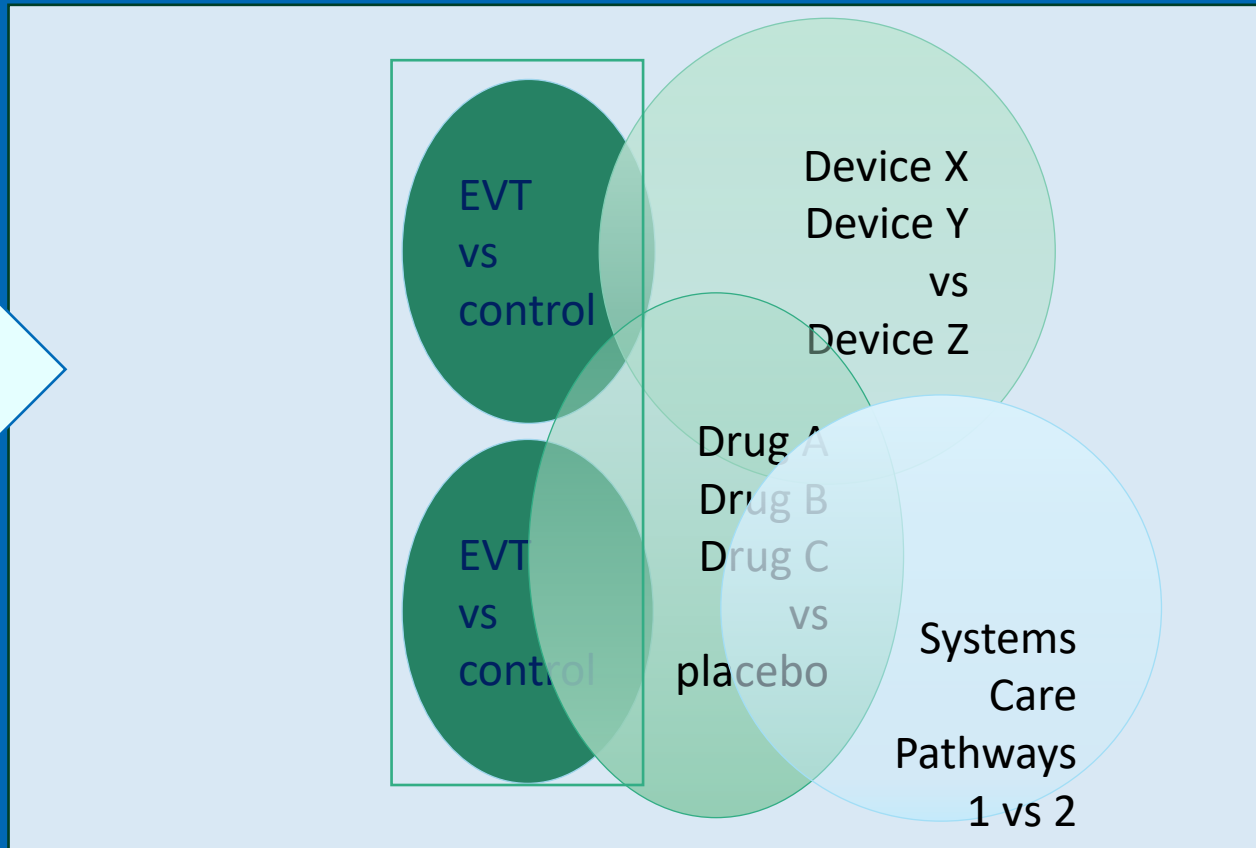 EVT
vs
control
Device X
Device Y
vs
Device Z
EVT
vs
control
Drug A
Drug B
Drug C
vs
placebo
Systems
Care
Pathways
1 vs 2